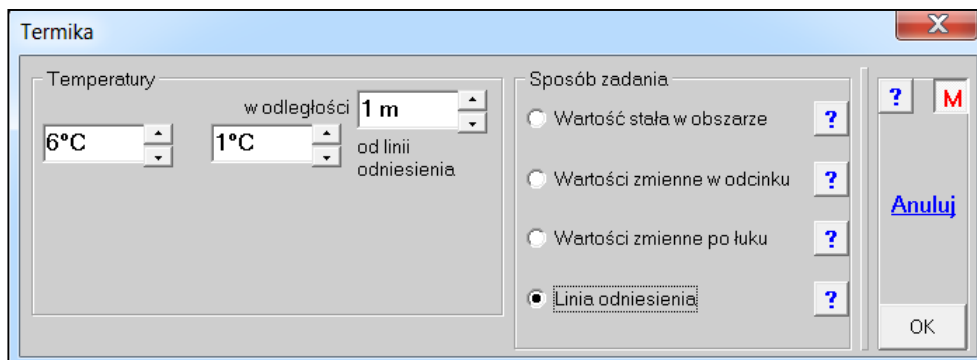 Termika
X
Temperatury
w odległości 1 m
6°C
1°C
od linii
odniesienia
Sposób zadania
Wartość stała w obszarze ?
Wartości zmienne w odcinku ?
Wartości zmienne po łuku ?
Linia odniesienia ?
? M
Anuluj
OK